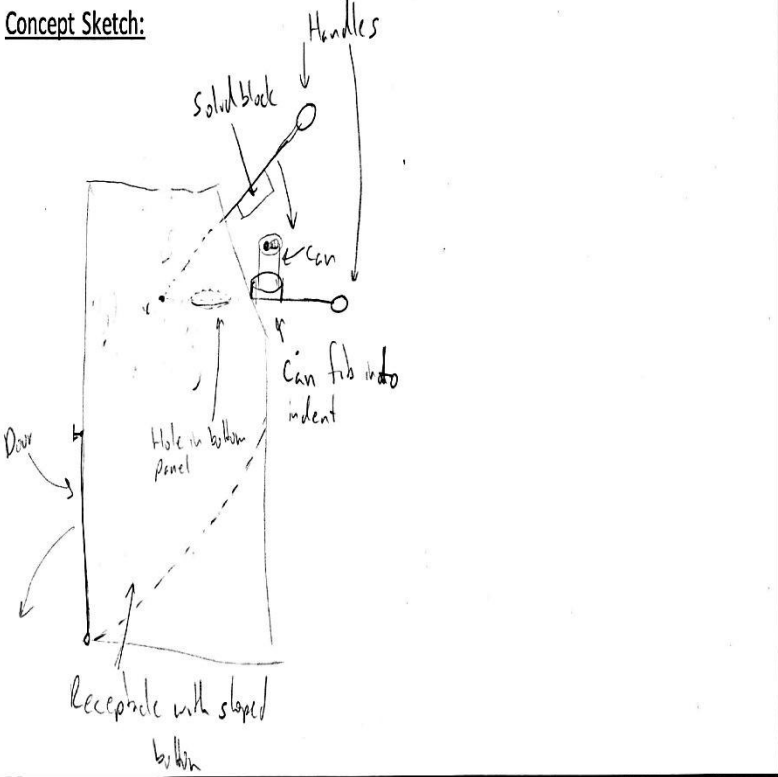 Concept Sketch:
Handles
Solid block
Can
Can fits into
indent
Door
Hole in bottom
panel
Receptacle with sloped
bottom